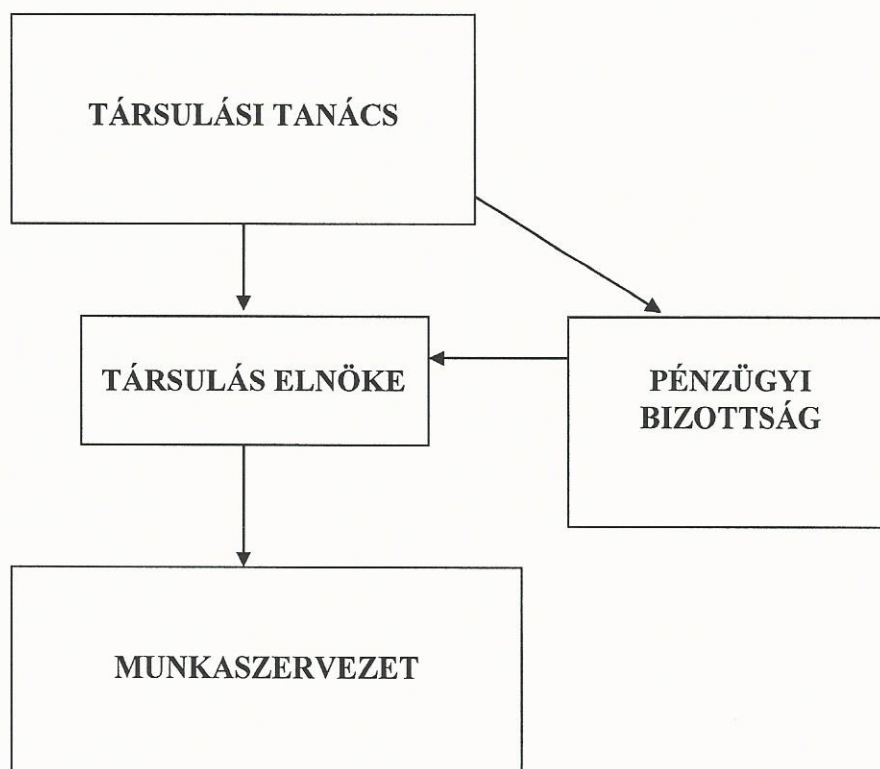 TÁRSULÁSI TANÁCS
TÁRSULÁS ELNÖKE
PÉNZÜGYI
BIZOTTSÁG
MUNKASZERVEZET